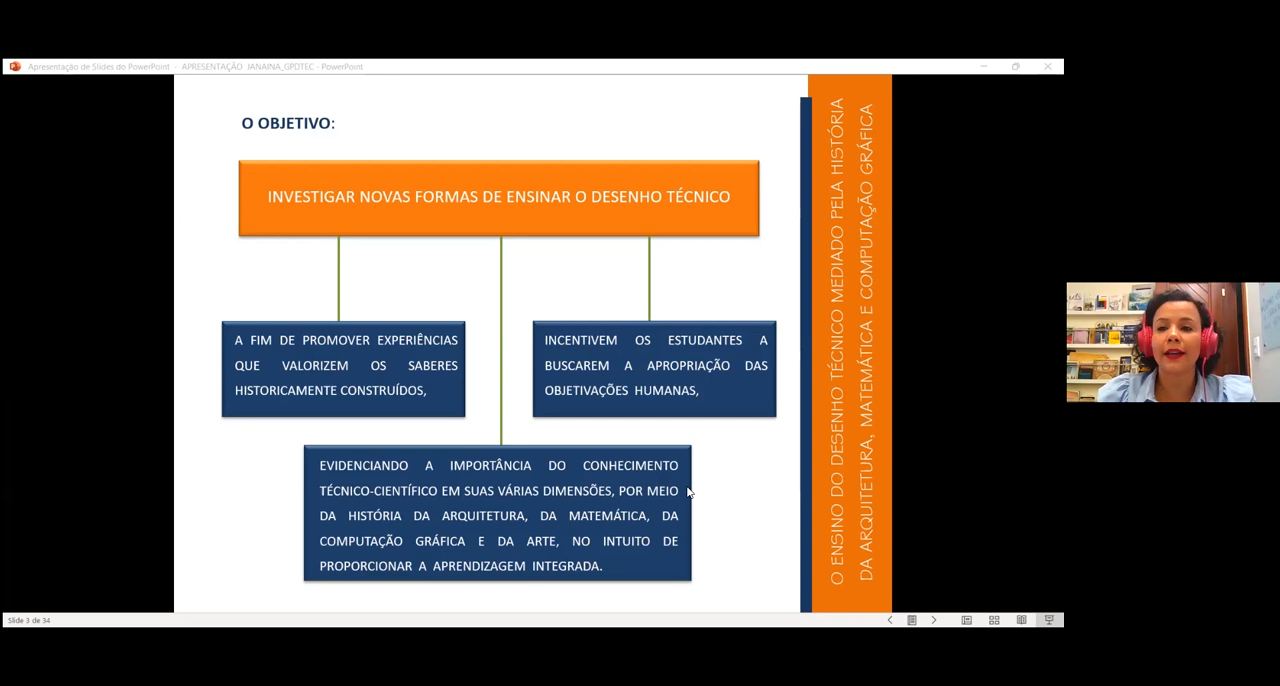 Apresentação de Slides do PowerPoint - APRESENTAÇÃO JANAINA_GPDTEC - PowerPoint
O OBJETIVO:
INVESTIGAR NOVAS FORMAS DE ENSINAR O DESENHO TÉCNICO
A FIM DE PROMOVER EXPERIÊNCIAS
QUE VALORIZEM OS SABERES
HISTORICAMENTE CONSTRUÍDOS,
INCENTIVEM OS ESTUDANTES A
BUSCAREM A APROPRIAÇÃO DAS
OBJETIVAÇÕES HUMANAS,
EVIDENCIANDO A IMPORTÂNCIA DO CONHECIMENTO
TÉCNICO-CIENTÍFICO EM SUAS VÁRIAS DIMENSÕES, POR MEIO
DA HISTÓRIA DA ARQUITETURA, DA MATEMÁTICA, DA
COMPUTAÇÃO GRÁFICA E DA ARTE, NO INTUITO DE
PROPORCIONAR A APRENDIZAGEM INTEGRADA.
O ENSINO DO DESENHO TÉCNICO MEDIADO PELA HISTÓRIA
DA ARQUITETURA, MATEMÁTICA E COMPUTAÇÃO GRÁFICA
Slide 3 de 34